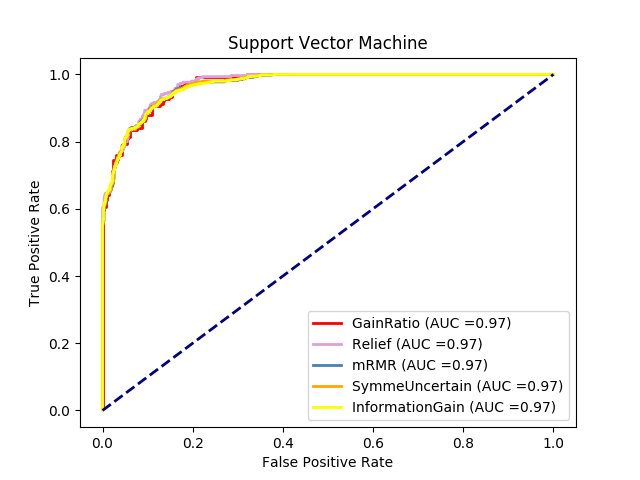 Support Vector Machine
True Positive Rate
1.0
0.8
0.6
0.4
0.2
0.0
GainRatio (AUC =0.97)
Relief (AUC =0.97)
mRMR (AUC =0.97)
SymmeUncertain (AUC =0.97)
InformationGain (AUC =0.97)
0.0 0.2 0.4 0.6 0.8 1.0
False Positive Rate